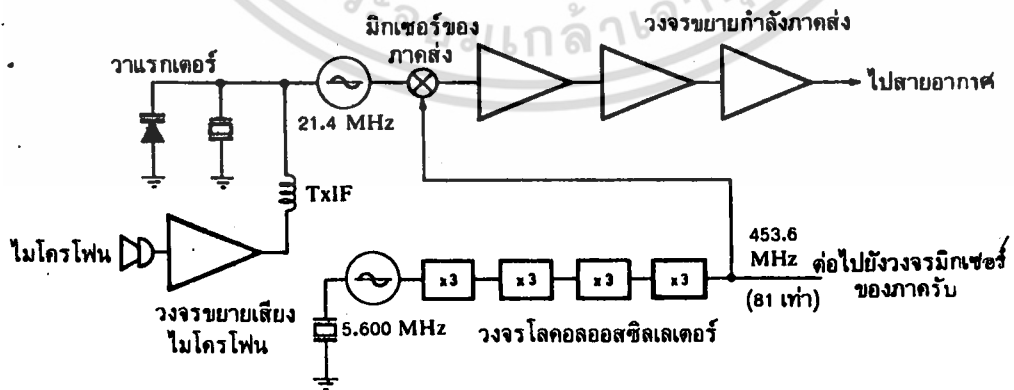 มิกเซอร์ของ
ภาคส่ง
วงจรขยายกำลังภาคส่ง
วาแรกเตอร์
21.4 MHz
ไปสายอากาศ
TxIF
ไมโครโฟน
วงจรขยายเสียง
ไมโครโฟน
5.600 MHz
x3
x3
x3
x3
วงจรโลคอลออสซิลเลเตอร์
453.6
MHz
(81 เท่า)
ต่อไปยังวงจรมิกเซอร์
ของภาครับ